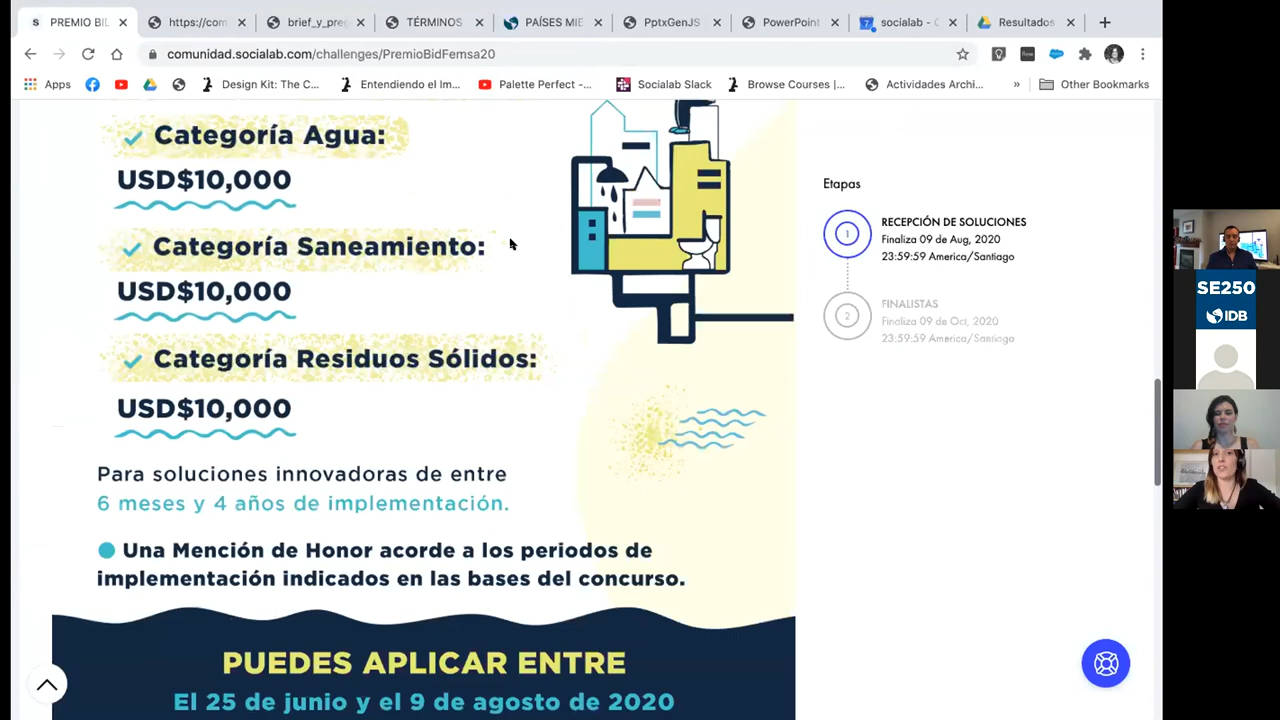 PREMIO BI
https://com
brief_y_pre
TÉRMINOS
PAÍSES MIE
PptxGenJS
PowerPoint
socialab - C
Resultados
comunidad.socialab.com/challenges/PremioBidFemsa20
Apps
Design Kit: The C...
Entendiendo el Im...
Palette Perfect -...
Socialab Slack
Browse Courses |...
Actividades Archi...
»
Other Bookmarks
Categoría Agua:
USD$10,000
Categoría Saneamiento:
USD$10,000
Categoría Residuos Sólidos:
USD$10,000
Para soluciones innovadoras de entre
6 meses y 4 años de implementación.
Una Mención de Honor acorde a los periodos de
implementación indicados en las bases del concurso.
PUEDES APLICAR ENTRE
El 25 de junio y el 9 de agosto de 2020
Etapas
1
RECEPCIÓN DE SOLUCIONES
Finaliza 09 de Aug, 2020
23:59:59 America/Santiago
2
FINALISTAS
Finaliza 09 de Oct, 2020
23:59:59 America/Santiago
SE250
IDB